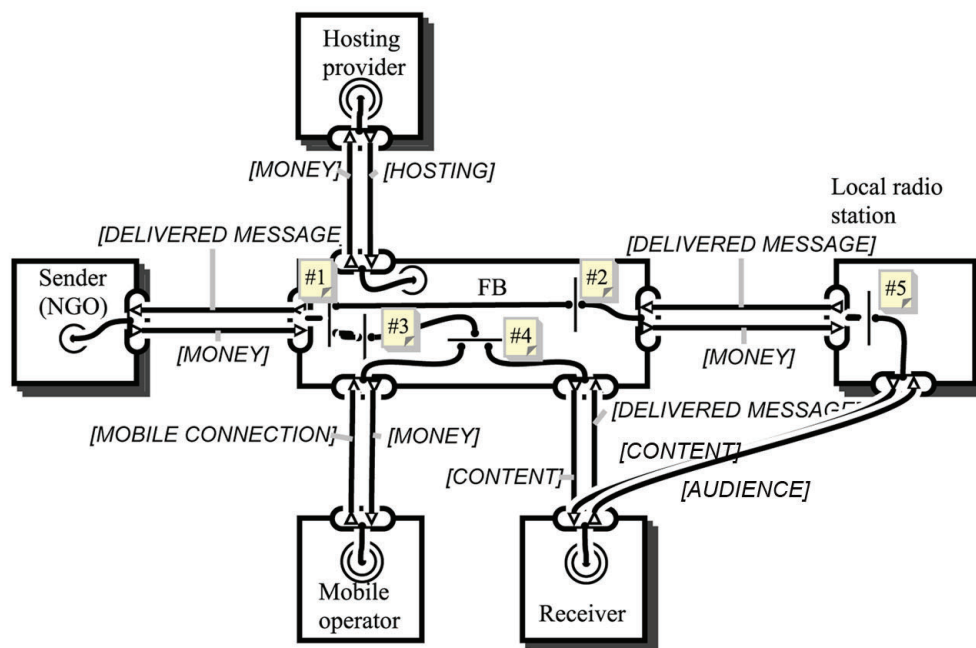 Hosting
provider
[MONEY]
[HOSTING]
Local radio
station
[DELIVERED MESSAGE
[DELIVERED MESSAGE]
Sender
(NGO)
#1
FB
#2
#5
#3
#4
[MONEY]
[MONEY]
[DELIVERED MESSAGE]
[MOBILE CONNECTION]
[MONEY]
[CONTENT]
[CONTENT]
[AUDIENCE]
Mobile
operator
Receiver